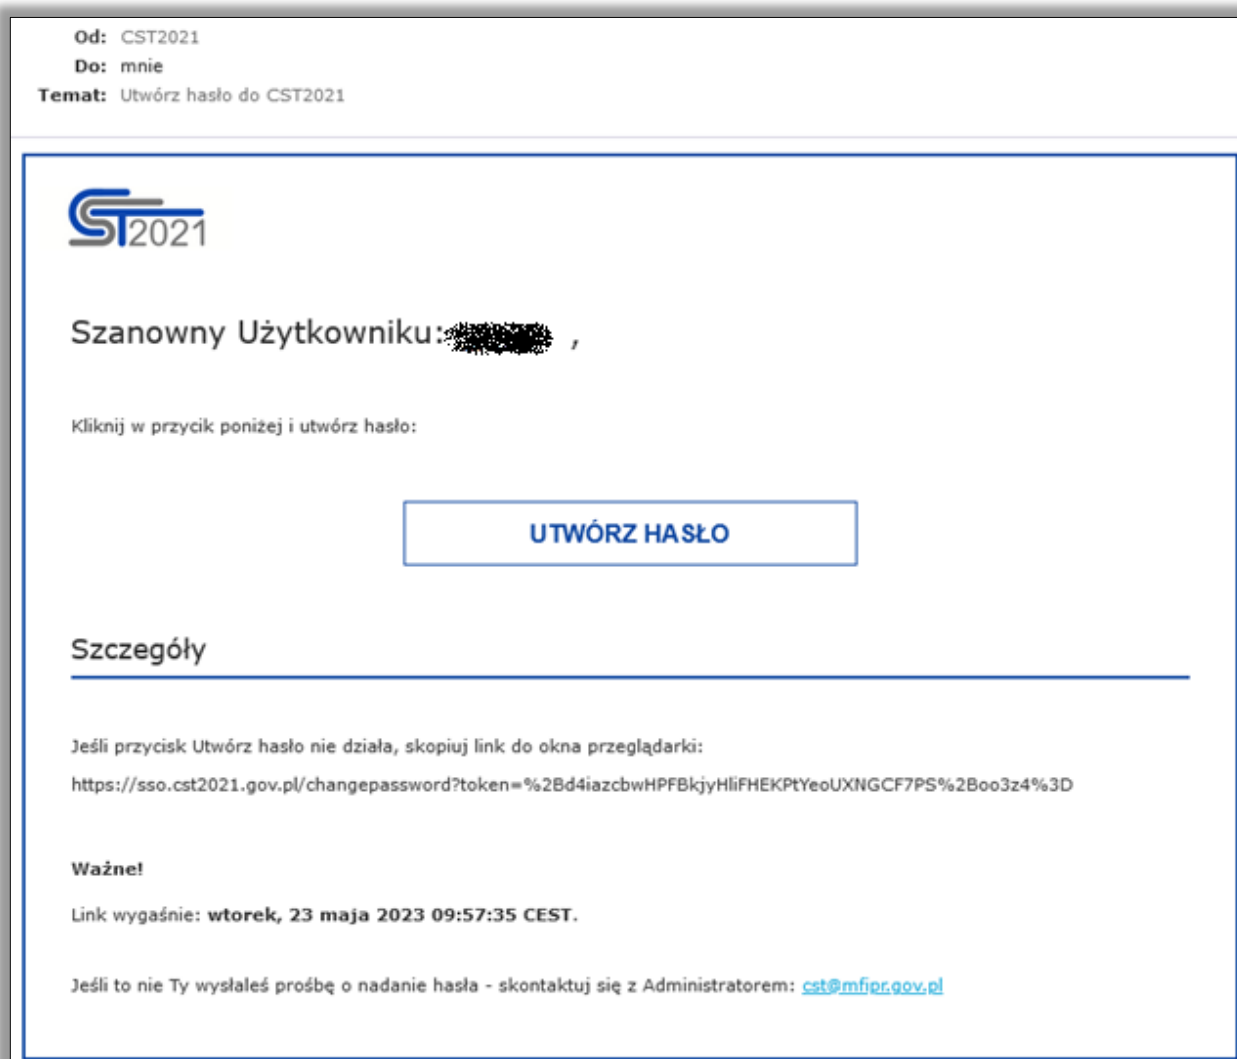 Od: CST2021
Do: mnie
Temat: Utwórz hasło do CST2021
CST2021
Szanowny Użytkowniku: ,
Kliknij w przycik poniżej i utwórz hasło:
UTWÓRZ HASŁO
Szczegóły
Jeśli przycisk Utwórz hasło nie działa, skopiuj link do okna przeglądarki:
https://sso.cst2021.gov.pl/changepassword?token=%2Bd4iazcbwHPFBkjyHliFHEKPtYeoUXNGCF7PS%2Boo3z4%3D
Ważne!
Link wygaśnie: wtorek, 23 maja 2023 09:57:35 CEST.
Jeśli to nie Ty wysłałeś prośbę o nadanie hasła - skontaktuj się z Administratorem: cst@mfipr.gov.pl